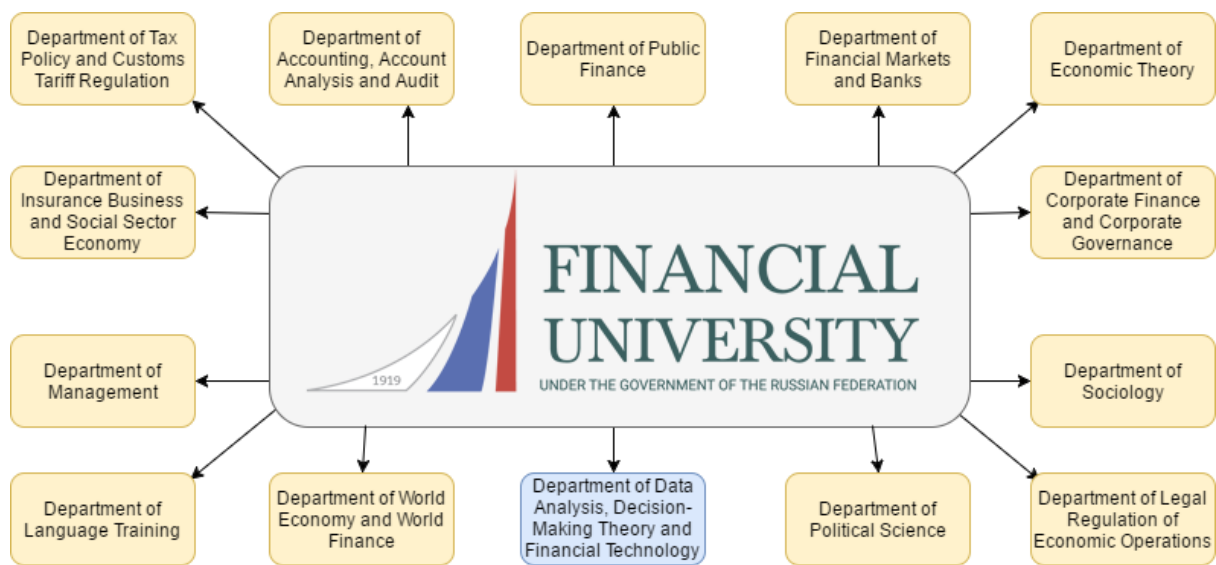 Department of Tax
Policy and Customs
Tariff Regulation
Department of
Accounting, Account
Analysis and Audit
Department of Public
Finance
Department of
Financial Markets
and Banks
Department of
Economic Theory
Department of
Insurance Business
and Social Sector
Economy
Department of
Corporate Finance
and Corporate
Governance
1919
FINANCIAL
UNIVERSITY
UNDER THE GOVERNMENT OF THE RUSSIAN FEDERATION
Department of
Management
Department of
Sociology
Department of
Language Training
Department of World
Economy and World
Finance
Department of Data
Analysis, Decision-
Making Theory and
Financial Technology
Department of
Political Science
Department of Legal
Regulation of
Economic Operations